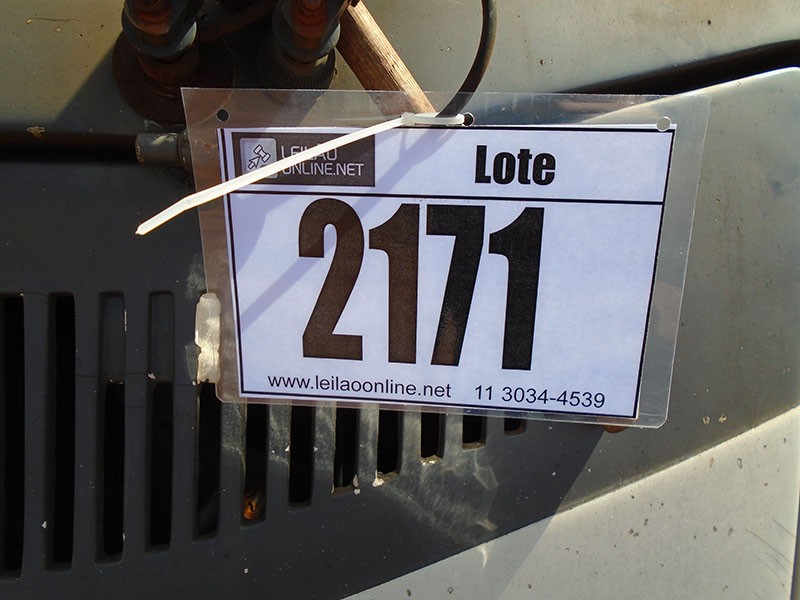 LEILAO
ONLINE.NET
Lote
2171
www.leilaoonline.net 11 3034-4539